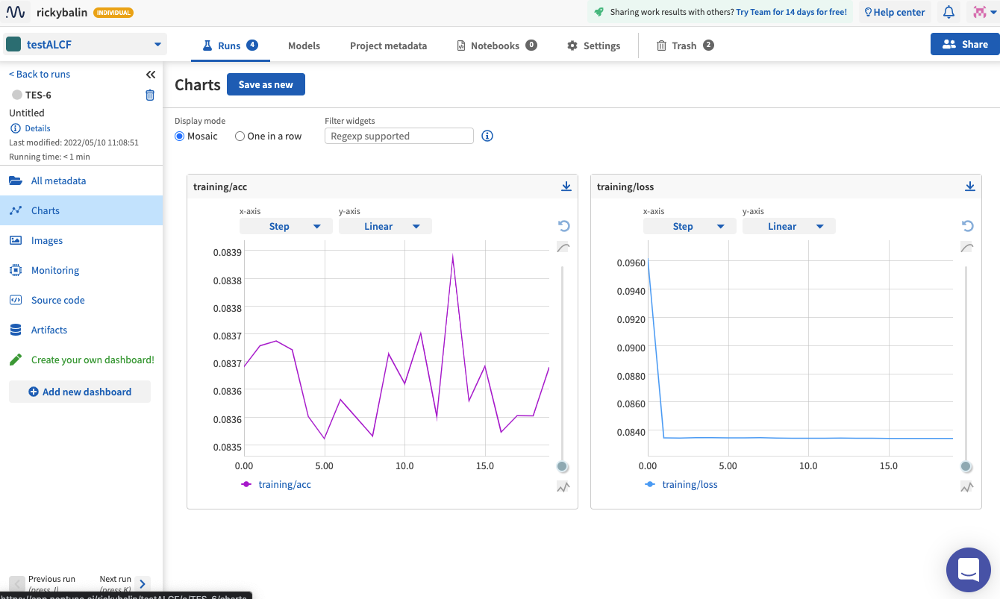 rickybalin INDIVIDUAL
Sharing work results with others? Try Team for 14 days for free!
Help center
testALCF
Runs 4
Models
Project metadata
Notebooks 0
Settings
Trash 2
Share
< Back to runs
TES-6
Untitled
Details
Last modified: 2022/05/10 11:08:51
Running time: < 1 min
All metadata
Charts
Images
Monitoring
Source code
Artifacts
Create your own dashboard!
Add new dashboard
Previous run
(press J)
Next run
(press K)
https://app.neptune.ai/rickybalin/testALCF/e/TES-6/charts
Charts
Save as new
Display mode
Mosaic
One in a row
Filter widgets
Regexp supported
training/acc
x-axis
y-axis
Step
Linear
0.0839
0.0838
0.0838
0.0837
0.0837
0.0836
0.0836
0.0835
0.00
5.00
10.0
15.0
training/acc
training/loss
x-axis
y-axis
Step
Linear
0.0960
0.0940
0.0920
0.0900
0.0880
0.0860
0.0840
0.00
5.00
10.0
15.0
training/loss